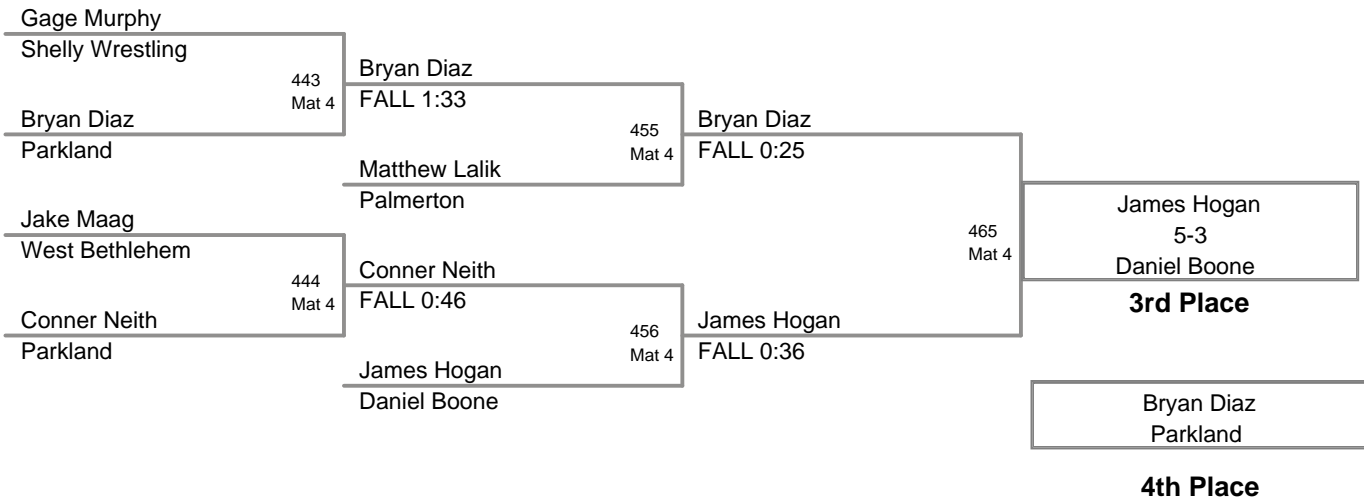 Gage Murphy
Shelly Wrestling
443
Mat 4
Bryan Diaz
Parkland
Bryan Diaz
FALL 1:33
455
Mat 4
Matthew Lalik
Palmerton
Bryan Diaz
FALL 0:25
Jake Maag
West Bethlehem
444
Mat 4
Conner Neith
Parkland
Conner Neith
FALL 0:46
456
Mat 4
James Hogan
Daniel Boone
James Hogan
FALL 0:36
465
Mat 4
James Hogan
5-3
Daniel Boone
3rd Place
Bryan Diaz
Parkland
4th Place